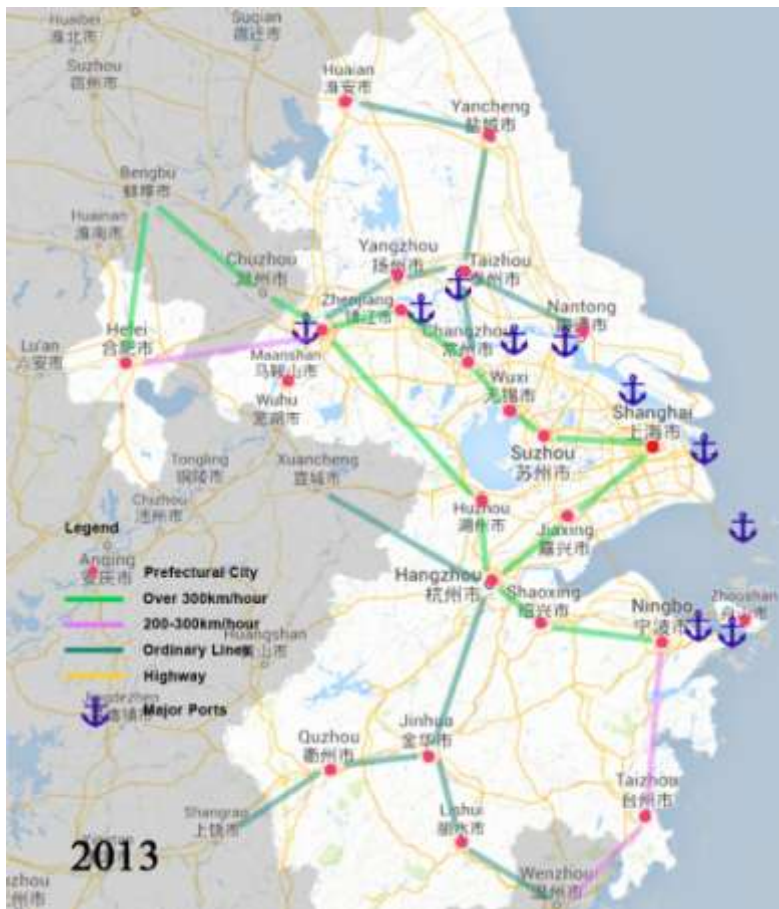 Huaibei
淮北市
Suqian
宿迁市
Suzhou
宿州市
Huaian
淮安市
Yancheng
盐城市
Bengbu
蚌埠市
Huainan
淮南市
Chuzhou
滁州市
Yangzhou
扬州市
Taizhou
泰州市
Zhenjiang
镇江市
Nantong
Changzhou
常州市
Hefei
合肥市
Lu'an
六安市
Maanshan
马鞍山市
Wuhu
芜湖市
Wuxi
无锡市
Shanghai
上海市
Suzhou
苏州市
Tongling
铜陵市
Xuancheng
宣城市
Chizhou
池州市
Huzhou
湖州市
Jiaxing
嘉兴市
Legend
Anqing
安庆市
Prefectural City
Over 300km/hour
200-300km/hour
Huangshan
Ordinary Lines
Highway
Major Ports
Hangzhou
杭州市
Shaoxing
绍兴市
Ningbo
宁波市
Zhoushan
Quzhou
衢州市
Jinhua
金华市
Taizhou
台州市
Shangrao
上饶市
Lishui
丽水市
Wenzhou
温州市
2013